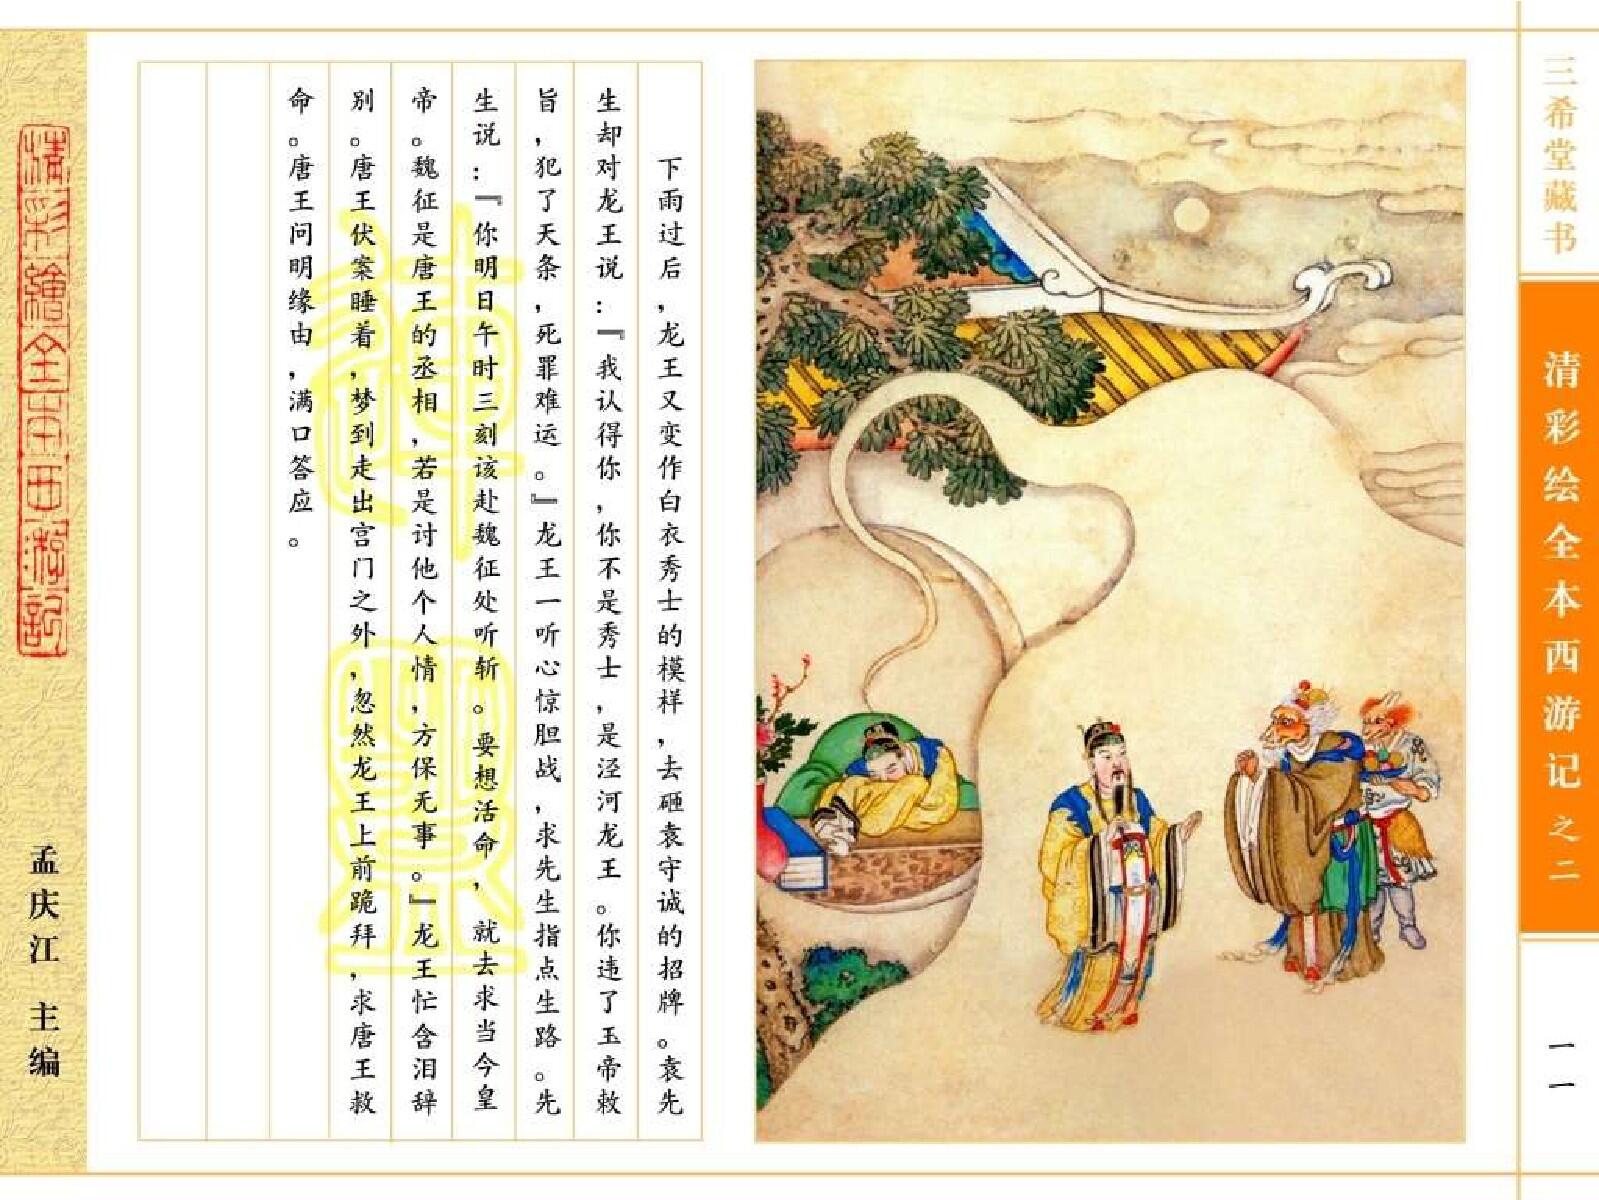 三希堂藏书
清彩绘全本西游记之二
一一
下雨过后，龙王又变作白衣秀士的模样，去砸袁守诚的招牌。袁先
生却对龙王说：『我认得你，你不是秀士，是泾河龙王。你违了玉帝敕
旨，犯了天条，死罪难运。』龙王一听心惊胆战，求先生指点生路。先
生说：『你明日午时三刻该赴魏征处听斩。要想活命，就去求当今皇
帝。魏征是唐王的丞相，若是讨他个人情，方保无事。』龙王忙含泪辞
别。唐王伏案睡着，梦到走出宫门之外，忽然龙王上前跪拜，求唐王救
命。唐王问明缘由，满口答应。
清彩繪全本西游記
孟庆江 主编